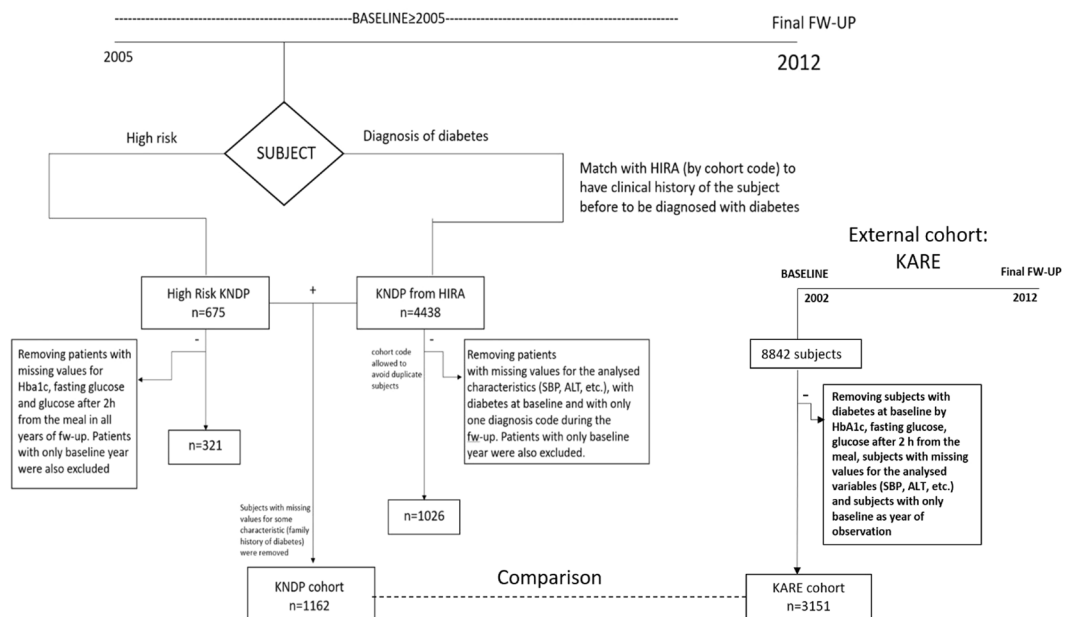 BASELINE≥2005
Final FW-UP
2005
2012
High risk
Diagnosis of diabetes
SUBJECT
Match with HIRA (by cohort code) to
have clinical history of the subject
before to be diagnosed with diabetes
External cohort:
KARE
BASELINE
Final FW-UP
2002
2012
High Risk KNDP
n=675
+
KNDP from HIRA
n=4438
8842 subjects
-
Removing patients with
missing values for
Hba1c, fasting glucose
and glucose after 2h
from the meal in all
years of fw-up. Patients
with only baseline
year were also excluded
n=321
cohort code
allowed to
avoid duplicate
subjects
-
Removing patients
with missing values for the analysed
characteristics (SBP, ALT, etc.), with
diabetes at baseline and with only
one diagnosis code during the
fw-up. Patients with only baseline
year were also excluded.
n=1026
-
Removing subjects with
diabetes at baseline by
HbA1c, fasting glucose,
glucose after 2 h from the
meal, subjects with missing
values for the analysed
variables (SBP, ALT, etc.)
and subjects with only
baseline as year of
observation
Subjects with missing
values for some
characteristic (family
history of diabetes)
were removed
KNDP cohort
n=1162
Comparison
KARE cohort
n=3151